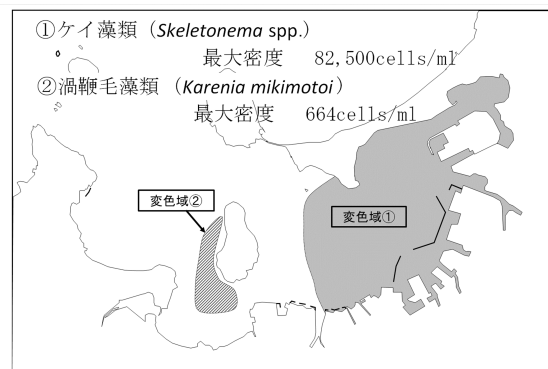 ①ケイ藻類（Skeletonema spp.）
最大密度　82,500cells/ml
②渦鞭毛藻類（Karenia mikimotoi）
最大密度　664cells/ml
変色域②
変色域①